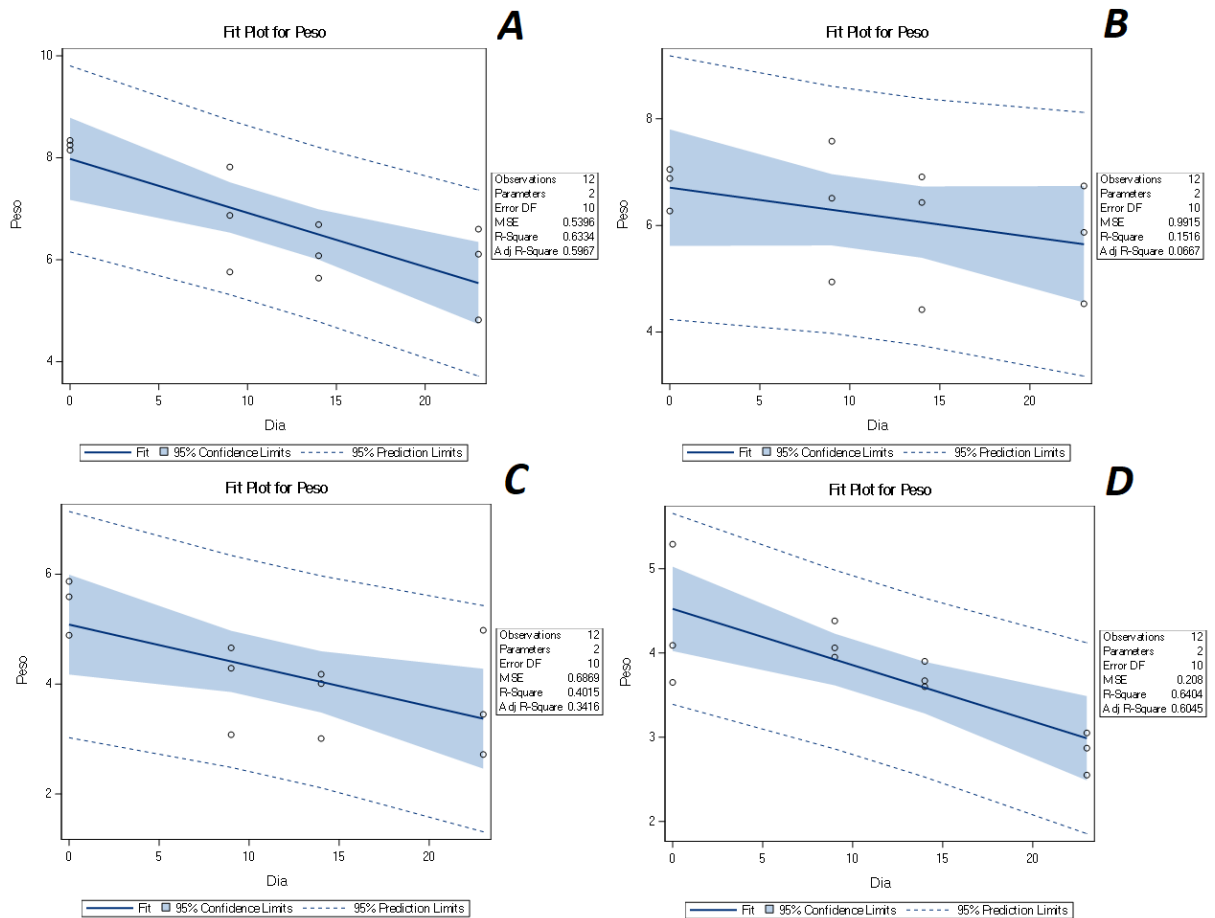 A
Fit Plot for Peso
10
8
6
4
Peso
0
5
10
15
20
Dia
Observations 12
Parameters 2
Error DF 10
MSE 0.5396
R-Square 0.6334
Adj R-Square 0.5967
Fit 95% Confidence Limits 95% Prediction Limits
B
Fit Plot for Peso
8
6
4
Peso
0
5
10
15
20
Dia
Observations 12
Parameters 2
Error DF 10
MSE 0.9915
R-Square 0.1516
Adj R-Square 0.0667
Fit 95% Confidence Limits 95% Prediction Limits
C
Fit Plot for Peso
6
4
2
Peso
0
5
10
15
20
Dia
Observations 12
Parameters 2
Error DF 10
MSE 0.6869
R-Square 0.4015
Adj R-Square 0.3416
Fit 95% Confidence Limits 95% Prediction Limits
D
Fit Plot for Peso
5
4
3
2
Peso
0
5
10
15
20
Dia
Observations 12
Parameters 2
Error DF 10
MSE 0.208
R-Square 0.6404
Adj R-Square 0.6045
Fit 95% Confidence Limits 95% Prediction Limits